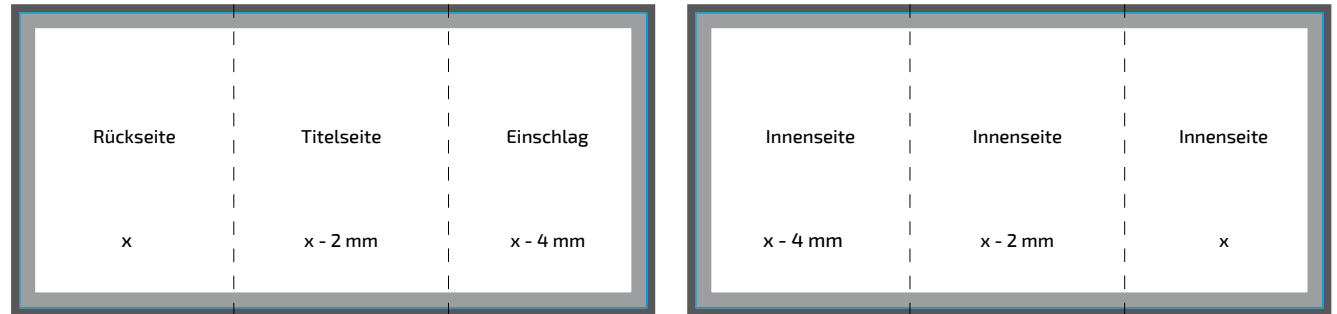 Rückseite
Titelseite
Einschlag
x
x - 2 mm
x - 4 mm
Innenseite
Innenseite
Innenseite
x - 4 mm
x - 2 mm
x